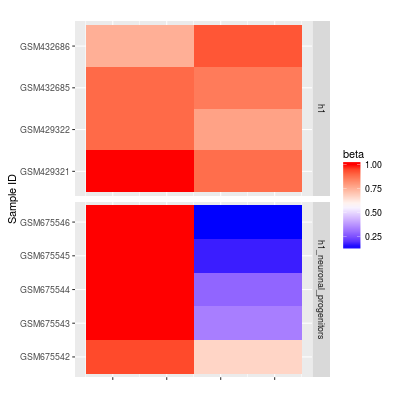 Sample ID
GSM432686
GSM432685
GSM429322
GSM429321
h1
GSM675546
GSM675545
GSM675544
GSM675543
GSM675542
h1_neuronal_progenitors
beta
1.00
0.75
0.50
0.25